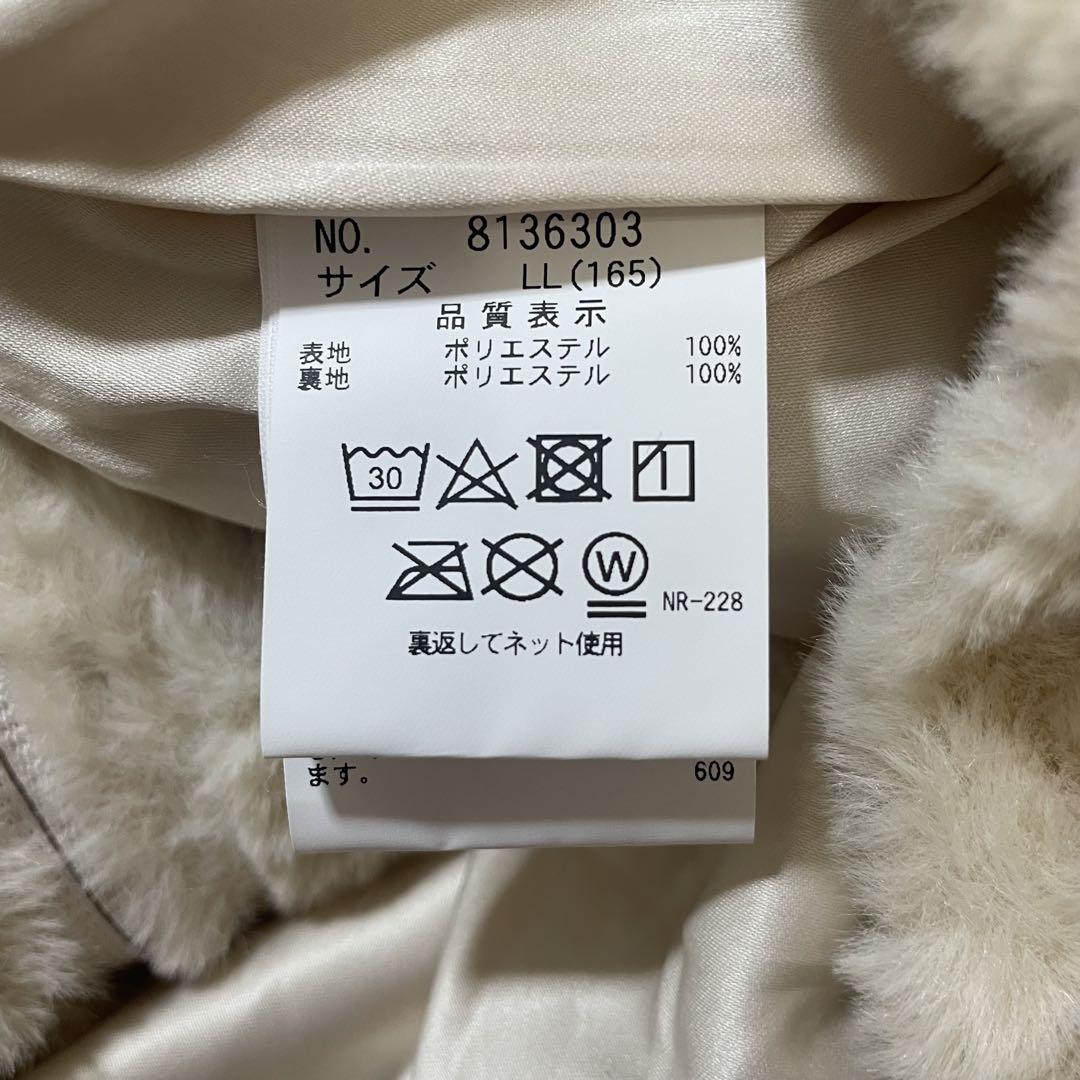 NO. 8136303
サイズ LL(165)
品質表示
表地 ポリエステル 100%
裏地 ポリエステル 100%
30
W NR-228
裏返してネット使用
ます。 609